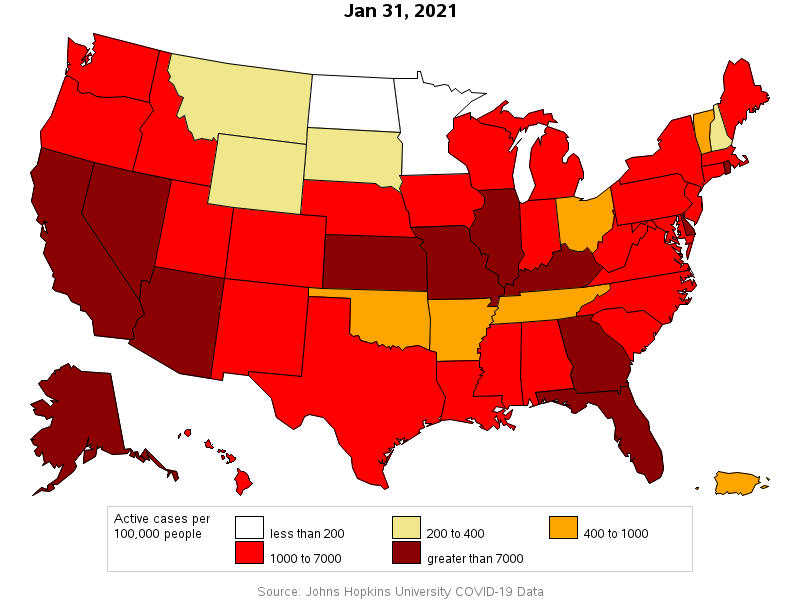 Jan 31, 2021
Active cases per
100,000 people
less than 200
200 to 400
400 to 1000
1000 to 7000
greater than 7000
Source: Johns Hopkins University COVID-19 Data